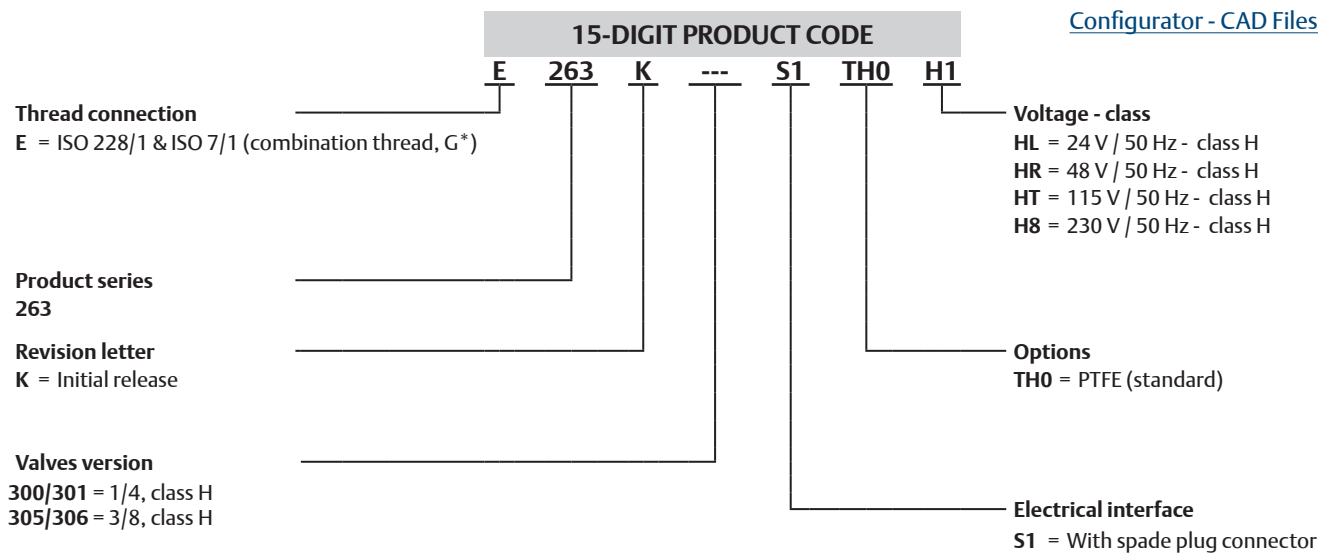 Configurator - CAD Files
15-DIGIT PRODUCT CODE
E 263 K --- S1 TH0 H1
Thread connection
E = ISO 228/1 & ISO 7/1 (combination thread, G*)
Product series
263
Revision letter
K = Initial release
Valves version
300/301 = 1/4, class H
305/306 = 3/8, class H
Voltage - class
HL = 24 V / 50 Hz - class H
HR = 48 V / 50 Hz - class H
HT = 115 V / 50 Hz - class H
H8 = 230 V / 50 Hz - class H
Options
TH0 = PTFE (standard)
Electrical interface
S1 = With spade plug connector